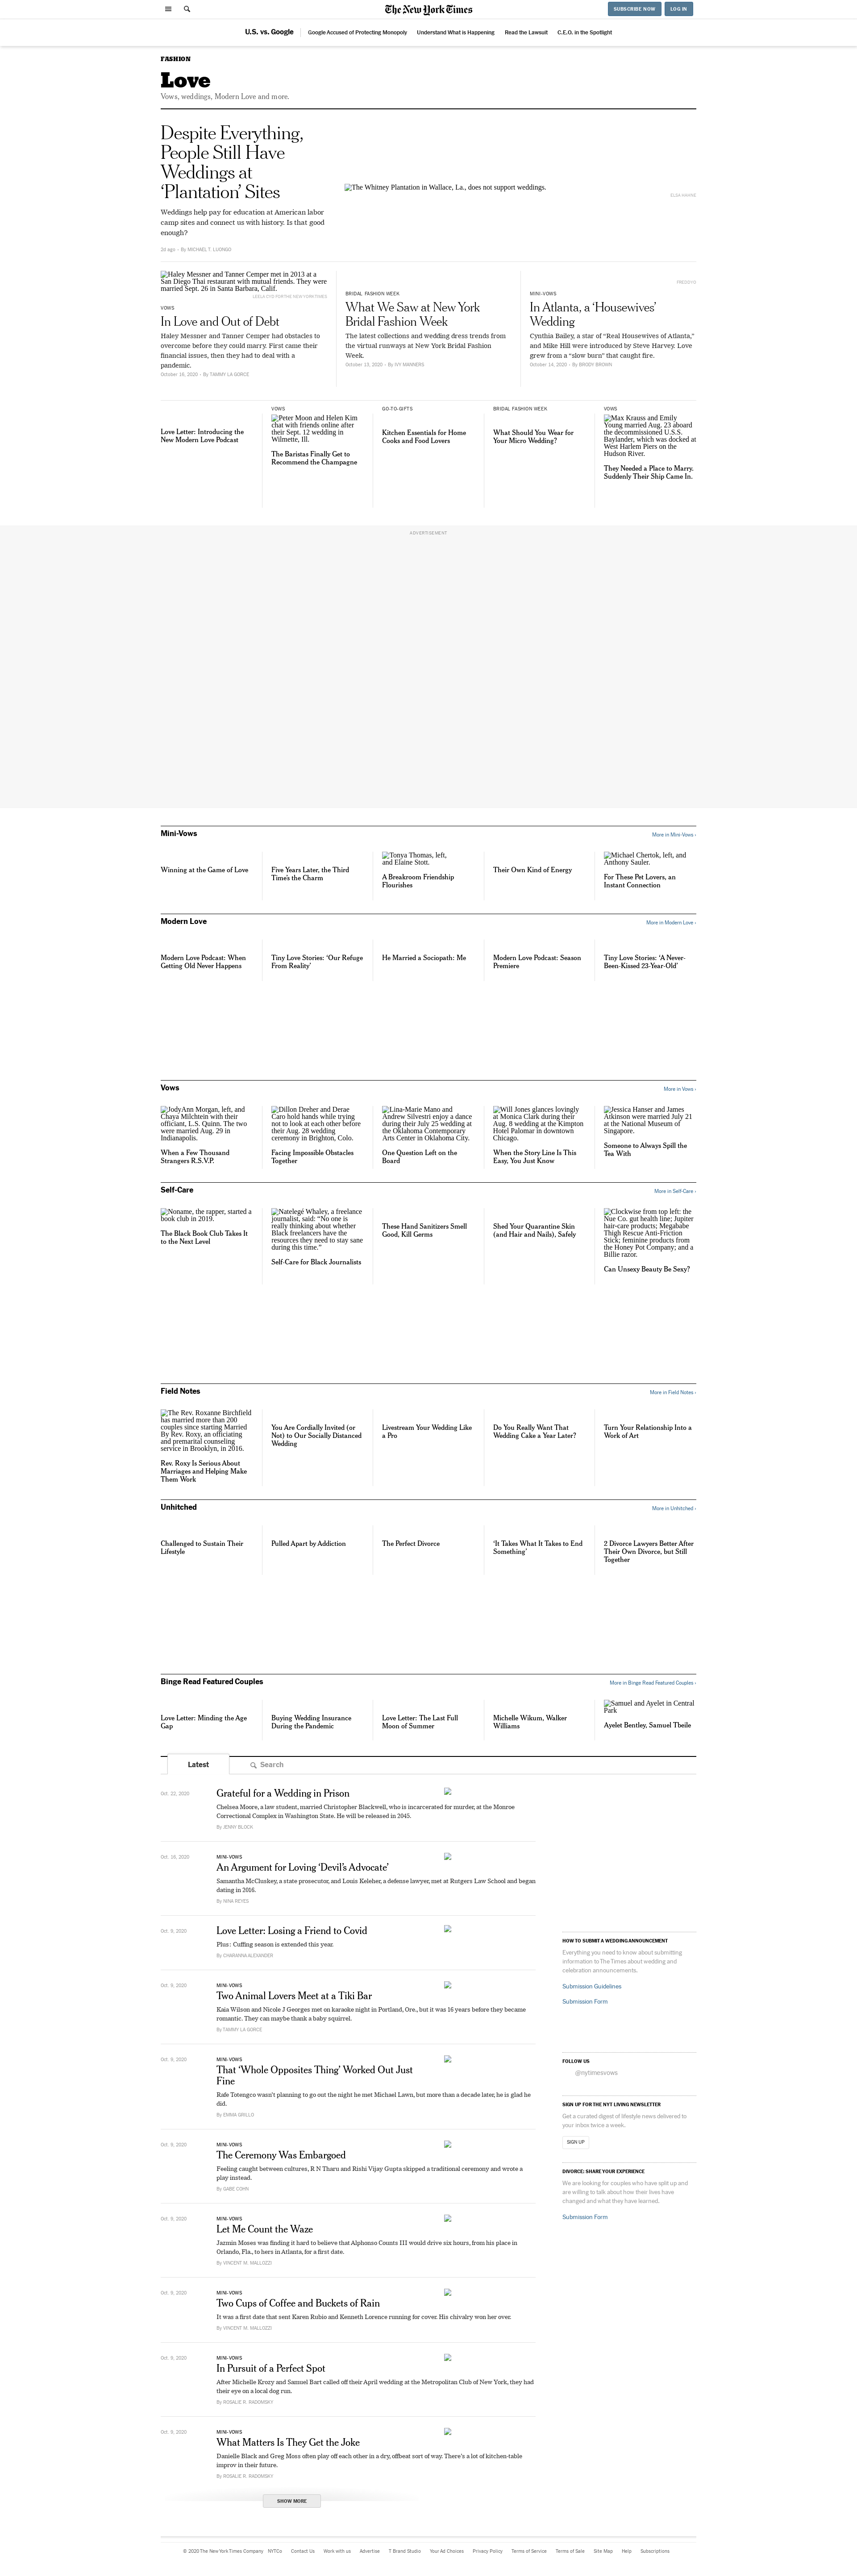 The New York Times
SUBSCRIBE NOW
LOG IN
U.S. vs. Google
Google Accused of Protecting Monopoly
Understand What is Happening
Read the Lawsuit
C.E.O. in the Spotlight
FASHION
Love
Vows, weddings, Modern Love and more.
Despite Everything,
People Still Have
Weddings at
‘Plantation’ Sites
Weddings help pay for education at American labor
camp sites and connect us with history. Is that good
enough?
2d ago · By MICHAEL T. LUONGO
The Whitney Plantation in Wallace, La., does not support weddings.
Haley Messner and Tanner Cemper met in 2013 at a
San Diego Thai restaurant with mutual friends. They were
married Sept. 26 in Santa Barbara, Calif.
VOWS
In Love and Out of Debt
Haley Messner and Tanner Cemper had obstacles to
overcome before they could marry. First came their
financial issues, then they had to deal with a
pandemic.
October 16, 2020 · By TAMMY LA GORCE
BRIDAL FASHION WEEK
What We Saw at New York
Bridal Fashion Week
The latest collections and wedding dress trends from
the virtual runways at New York Bridal Fashion
Week.
October 13, 2020 · By IVY MANNERS
MINI-VOWS
In Atlanta, a ‘Housewives’
Wedding
Cynthia Bailey, a star of “Real Housewives of Atlanta,”
and Mike Hill were introduced by Steve Harvey. Love
grew from a “slow burn” that caught fire.
October 14, 2020 · By BRODY BROWN
Love Letter: Introducing the
New Modern Love Podcast
VOWS
Peter Moon and Helen Kim
chat with friends online after
their Sept. 12 wedding in
Wilmette, Ill.
The Baristas Finally Get to
Recommend the Champagne
GO-TO-GIFTS
Kitchen Essentials for Home
Cooks and Food Lovers
BRIDAL FASHION WEEK
What Should You Wear for
Your Micro Wedding?
VOWS
Max Krauss and Emily
Young married Aug. 23 aboard
the decommissioned U.S.S.
Baylander, which was docked at
West Harlem Piers on the
Hudson River.
They Needed a Place to Marry.
Suddenly Their Ship Came In.
ADVERTISEMENT
Mini-Vows
More in Mini-Vows ›
Winning at the Game of Love
Five Years Later, the Third
Time’s the Charm
Tonya Thomas, left,
and Elaine Stott.
A Breakroom Friendship
Flourishes
Their Own Kind of Energy
Michael Chertok, left, and
Anthony Sauler.
For These Pet Lovers, an
Instant Connection
Modern Love
More in Modern Love ›
Modern Love Podcast: When
Getting Old Never Happens
Tiny Love Stories: ‘Our Refuge
From Reality’
He Married a Sociopath: Me
Modern Love Podcast: Season
Premiere
Tiny Love Stories: ‘A Never-
Been-Kissed 23-Year-Old’
Vows
More in Vows ›
JodyAnn Morgan, left, and
Chaya Milchtein with their
officiant, L.S. Quinn. The two
were married Aug. 29 in
Indianapolis.
When a Few Thousand
Strangers R.S.V.P.
Dillon Dreher and Derae
Caro hold hands while trying
not to look at each other before
their Aug. 28 wedding
ceremony in Brighton, Colo.
Facing Impossible Obstacles
Together
Lina-Marie Mano and
Andrew Silvestri enjoy a dance
during their July 25 wedding at
the Oklahoma Contemporary
Arts Center in Oklahoma City.
One Question Left on the
Board
Will Jones glances lovingly
at Monica Clark during their
Aug. 8 wedding at the Kimpton
Hotel Palomar in downtown
Chicago.
When the Story Line Is This
Easy, You Just Know
Jessica Hanser and James
Atkinson were married July 21
at the National Museum of
Singapore.
Someone to Always Spill the
Tea With
Self-Care
More in Self-Care ›
Noname, the rapper, started a
book club in 2019.
The Black Book Club Takes It
to the Next Level
Natelegé Whaley, a freelance
journalist, said: “No one is
really thinking about whether
Black freelancers have the
resources they need to stay sane
during this time.”
Self-Care for Black Journalists
These Hand Sanitizers Smell
Good, Kill Germs
Shed Your Quarantine Skin
(and Hair and Nails), Safely
Clockwise from top left: the
Nue Co. gut health line; Jupiter
hair-care products; Megababe
Thigh Rescue Anti-Friction
Stick; feminine products from
the Honey Pot Company; and a
Billie razor.
Can Unsexy Beauty Be Sexy?
Field Notes
More in Field Notes ›
The Rev. Roxanne Birchfield
has married more than 200
couples since starting Married
By Rev. Roxy, an officiating
and premarital counseling
service in Brooklyn, in 2016.
Rev. Roxy Is Serious About
Marriages and Helping Make
Them Work
You Are Cordially Invited (or
Not) to Our Socially Distanced
Wedding
Livestream Your Wedding Like
a Pro
Do You Really Want That
Wedding Cake a Year Later?
Turn Your Relationship Into a
Work of Art
Unhitched
More in Unhitched ›
Challenged to Sustain Their
Lifestyle
Pulled Apart by Addiction
The Perfect Divorce
‘It Takes What It Takes to End
Something’
2 Divorce Lawyers Better After
Their Own Divorce, but Still
Together
Binge Read Featured Couples
More in Binge Read Featured Couples ›
Love Letter: Minding the Age
Gap
Buying Wedding Insurance
During the Pandemic
Love Letter: The Last Full
Moon of Summer
Michelle Wikum, Walker
Williams
Samuel and Ayelet in Central
Park
Ayelet Bentley, Samuel Tbeile
Latest
Search
Oct. 22, 2020
Grateful for a Wedding in Prison
Chelsea Moore, a law student, married Christopher Blackwell, who is incarcerated for murder, at the Monroe
Correctional Complex in Washington State. He will be released in 2045.
By JENNY BLOCK
Oct. 16, 2020
MINI-VOWS
An Argument for Loving ‘Devil’s Advocate’
Samantha McCluskey, a state prosecutor, and Louis Keleher, a defense lawyer, met at Rutgers Law School and began
dating in 2016.
By NINA REYES
Oct. 9, 2020
Love Letter: Losing a Friend to Covid
Plus: Cuffing season is extended this year.
By CHARANNA ALEXANDER
Oct. 9, 2020
MINI-VOWS
Two Animal Lovers Meet at a Tiki Bar
Kaia Wilson and Nicole J Georges met on karaoke night in Portland, Ore., but it was 16 years before they became
romantic. They can maybe thank a baby squirrel.
By TAMMY LA GORCE
Oct. 9, 2020
MINI-VOWS
That ‘Whole Opposites Thing’ Worked Out Just
Fine
Rafe Totengco wasn’t planning to go out the night he met Michael Lawn, but more than a decade later, he is glad he
did.
By EMMA GRILLO
Oct. 9, 2020
MINI-VOWS
The Ceremony Was Embargoed
Feeling caught between cultures, R N Tharu and Rishi Vijay Gupta skipped a traditional ceremony and wrote a
play instead.
By GABE COHN
Oct. 9, 2020
MINI-VOWS
Let Me Count the Waze
Jazmin Moses was finding it hard to believe that Alphonso Counts III would drive six hours, from his place in
Orlando, Fla., to hers in Atlanta, for a first date.
By VINCENT M. MALLOZZI
Oct. 9, 2020
MINI-VOWS
Two Cups of Coffee and Buckets of Rain
It was a first date that sent Karen Rubio and Kenneth Lorence running for cover. His chivalry won her over.
By VINCENT M. MALLOZZI
Oct. 9, 2020
MINI-VOWS
In Pursuit of a Perfect Spot
After Michelle Krozy and Samuel Bart called off their April wedding at the Metropolitan Club of New York, they had
their eye on a local dog run.
By ROSALIE R. RADOMSKY
Oct. 9, 2020
MINI-VOWS
What Matters Is They Get the Joke
Danielle Black and Greg Moss often play off each other in a dry, offbeat sort of way. There’s a lot of kitchen-table
improv in their future.
By ROSALIE R. RADOMSKY
SHOW MORE
HOW TO SUBMIT A WEDDING ANNOUNCEMENT
Everything you need to know about submitting
information to The Times about wedding and
celebration announcements.
Submission Guidelines
Submission Form
FOLLOW US
@nytimesvows
SIGN UP FOR THE NYT LIVING NEWSLETTER
Get a curated digest of lifestyle news delivered to
your inbox twice a week.
SIGN UP
DIVORCE: SHARE YOUR EXPERIENCE
We are looking for couples who have split up and
are willing to talk about how their lives have
changed and what they have learned.
Submission Form
© 2020 The New York Times Company
NYTCo
Contact Us
Work with us
Advertise
T Brand Studio
Your Ad Choices
Privacy Policy
Terms of Service
Terms of Sale
Site Map
Help
Subscriptions